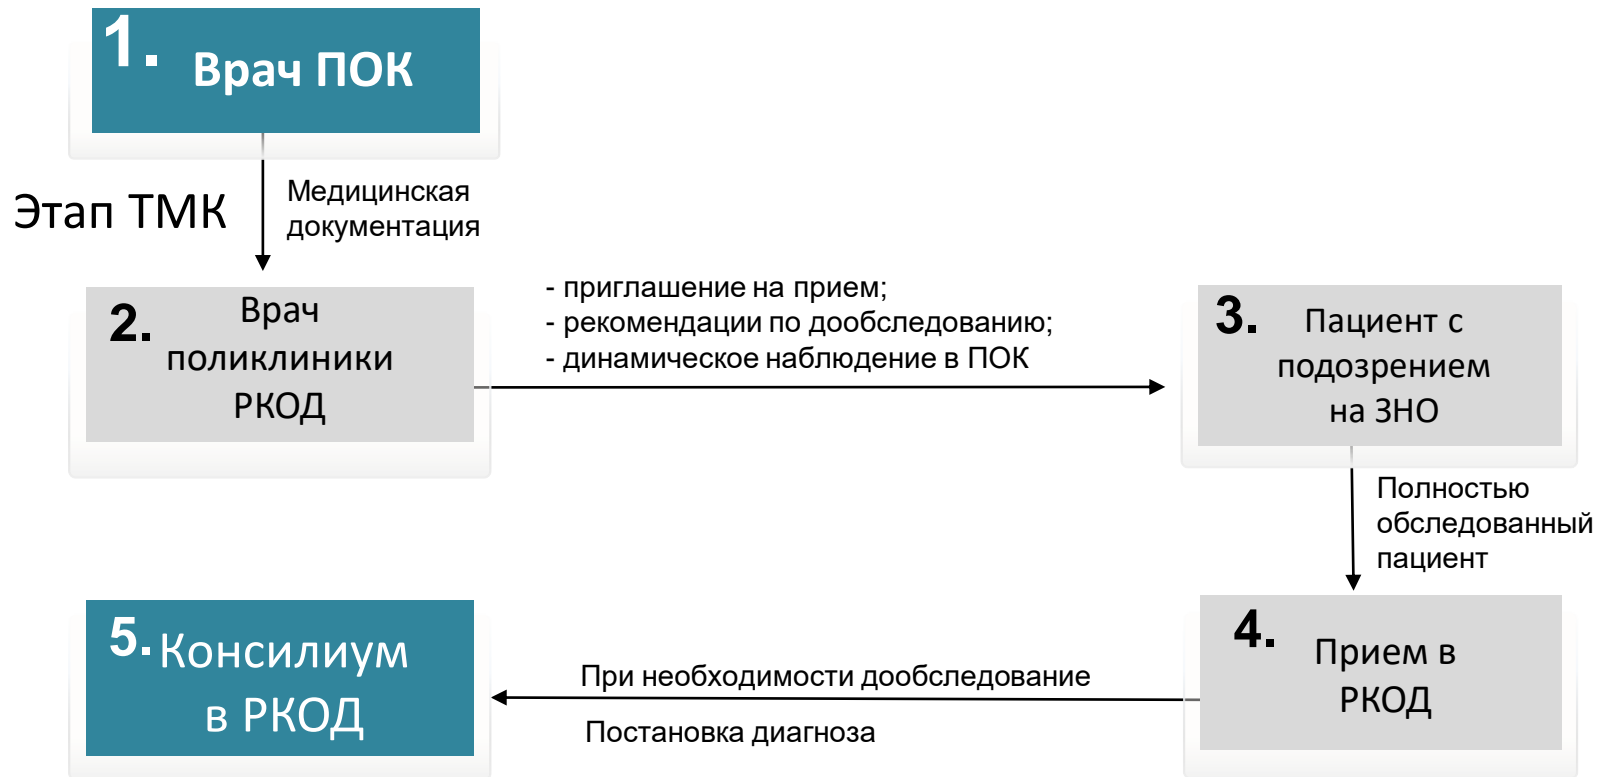 1.
Врач ПОК
Этап ТМК
Медицинская
документация
2.
Врач
поликлиники
РКОД
- приглашение на прием;
- рекомендации по дообследованию;
- динамическое наблюдение в ПОК
3.
Пациент с
подозрением
на ЗНО
Полностью
обследованный
пациент
4.
Прием в
РКОД
При необходимости дообследование
Постановка диагноза
5.
Консилиум
в РКОД